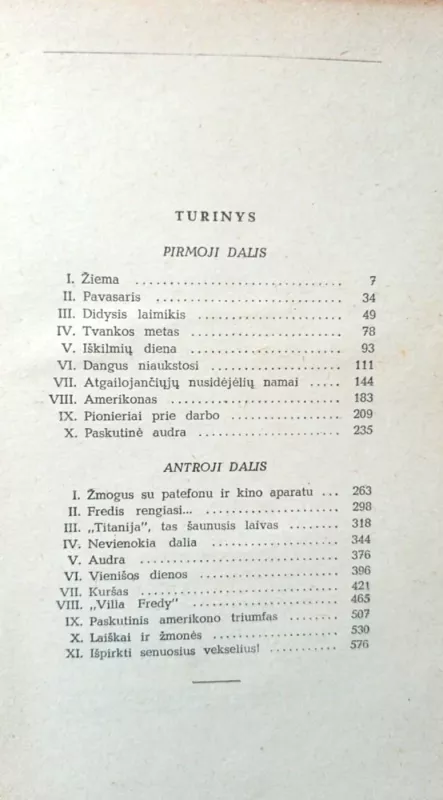 TURINYS
PIRMOJI DALIS
I. Žiema .............................. 7
II. Pavasaris .......................... 34
III. Didysis laimikis .................... 49
IV. Tvankos metas ...................... 78
V. Iškilmių diena ...................... 93
VI. Dangus niaukstosi .................. 111
VII. Atgailojančiųjų nusidėjėlių namai ..... 144
VIII. Amerikonas ........................ 183
IX. Pionieriai prie darbo ................ 209
X. Paskutinė audra .................... 235
ANTROJI DALIS
I. Žmogus su patefonu ir kino aparatu ... 263
II. Fredis rengiasi... .................... 298
III. „Titanija", tas šaunusis laivas ........ 318
IV. Nevienokia dalia .................... 344
V. Audra .............................. 376
VI. Vienišos dienos ...................... 396
VII. Kuršas ............................ 421
VIII. „Villa Fredy" ...................... 465
IX. Paskutinis amerikono triumfas ........ 507
X. Laiškai ir žmonės .................... 530
XI. Išpirkti senuosius vekselius! .......... 576